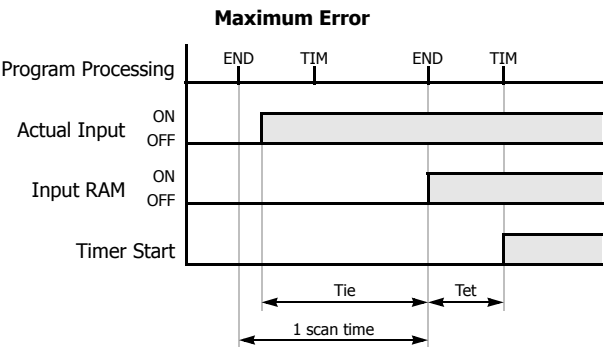 Maximum Error
END TIM END TIM
Program Processing
ON
Actual Input
OFF
ON
Input RAM
OFF
Timer Start
Tie Tet
1 scan time